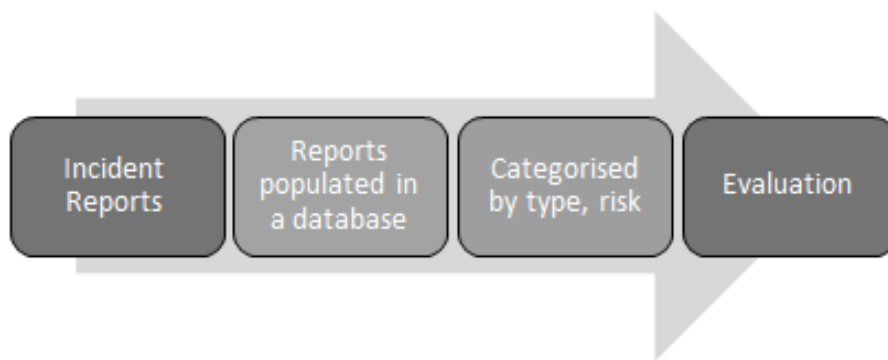 Incident
Reports
Reports
populated in
a database
Categorised
by type, risk
Evaluation